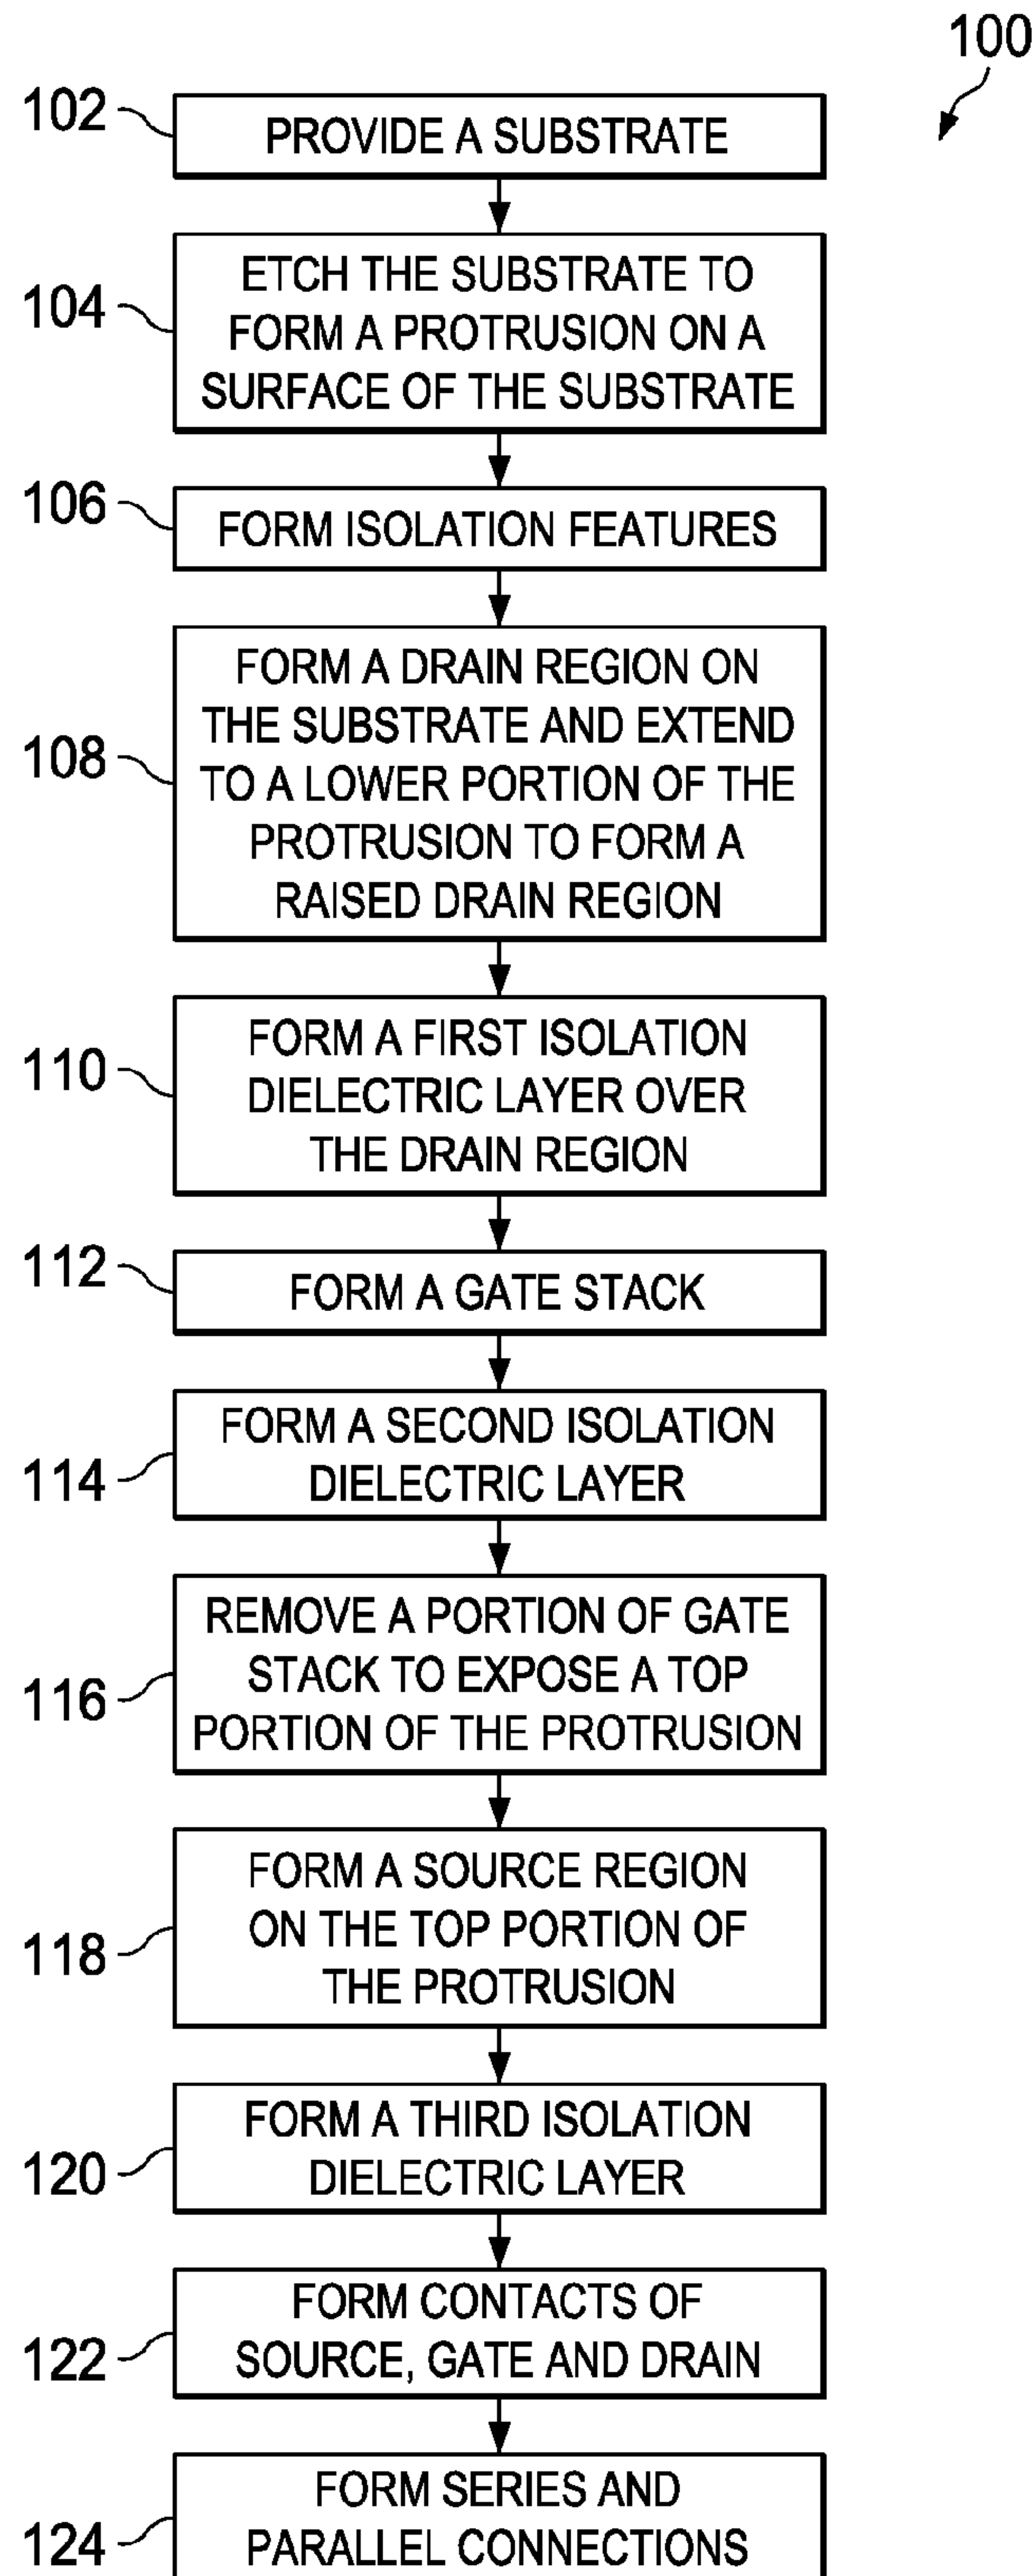 100
102
PROVIDE A SUBSTRATE
104
ETCH THE SUBSTRATE TO
FORM A PROTRUSION ON A
SURFACE OF THE SUBSTRATE
106
FORM ISOLATION FEATURES
108
FORM A DRAIN REGION ON
THE SUBSTRATE AND EXTEND
TO A LOWER PORTION OF THE
PROTRUSION TO FORM A
RAISED DRAIN REGION
110
FORM A FIRST ISOLATION
DIELECTRIC LAYER OVER
THE DRAIN REGION
112
FORM A GATE STACK
114
FORM A SECOND ISOLATION
DIELECTRIC LAYER
116
REMOVE A PORTION OF GATE
STACK TO EXPOSE A TOP
PORTION OF THE PROTRUSION
118
FORM A SOURCE REGION
ON THE TOP PORTION OF
THE PROTRUSION
120
FORM A THIRD ISOLATION
DIELECTRIC LAYER
122
FORM CONTACTS OF
SOURCE, GATE AND DRAIN
124
FORM SERIES AND
PARALLEL CONNECTIONS